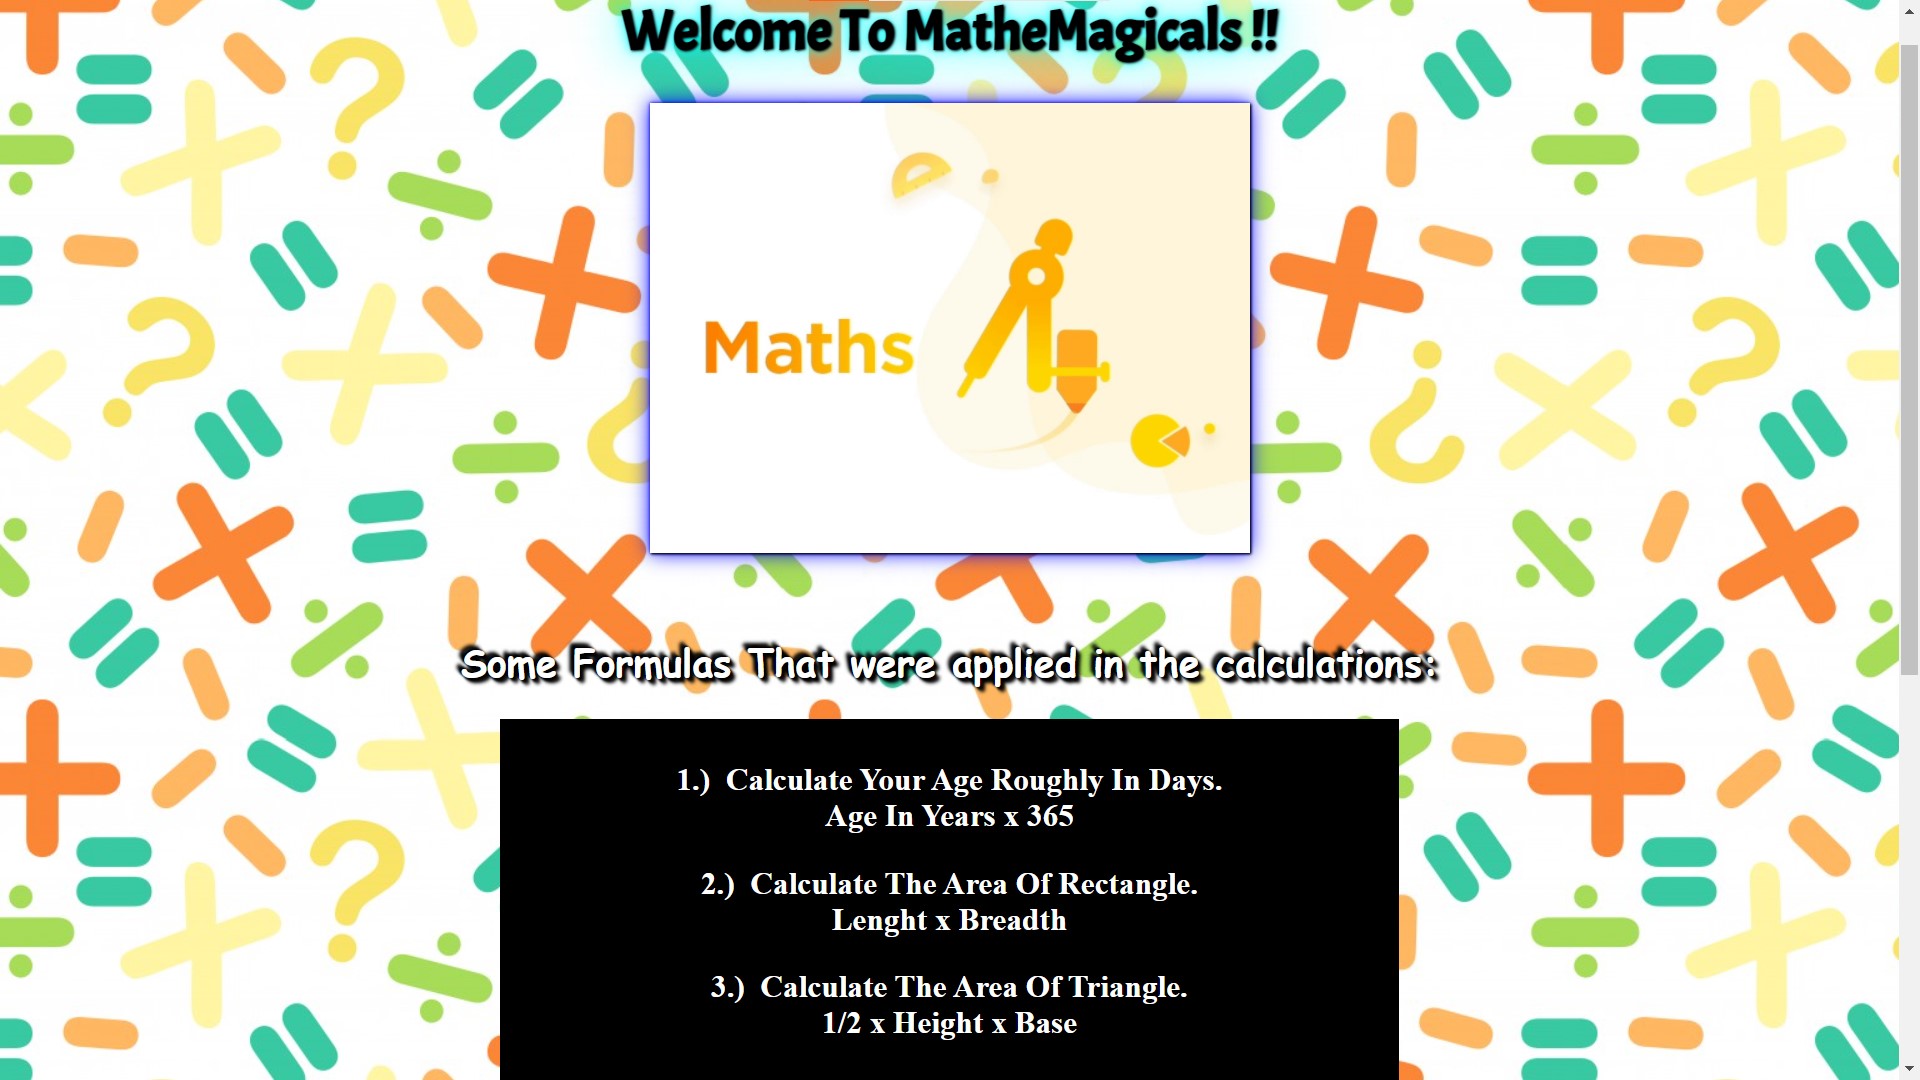 Welcome To MatheMagicals !!
Maths
Some Formulas That were applied in the calculations:
1.) Calculate Your Age Roughly In Days.
Age In Years x 365
2.) Calculate The Area Of Rectangle.
Lenght x Breadth
3.) Calculate The Area Of Triangle.
1/2 x Height x Base